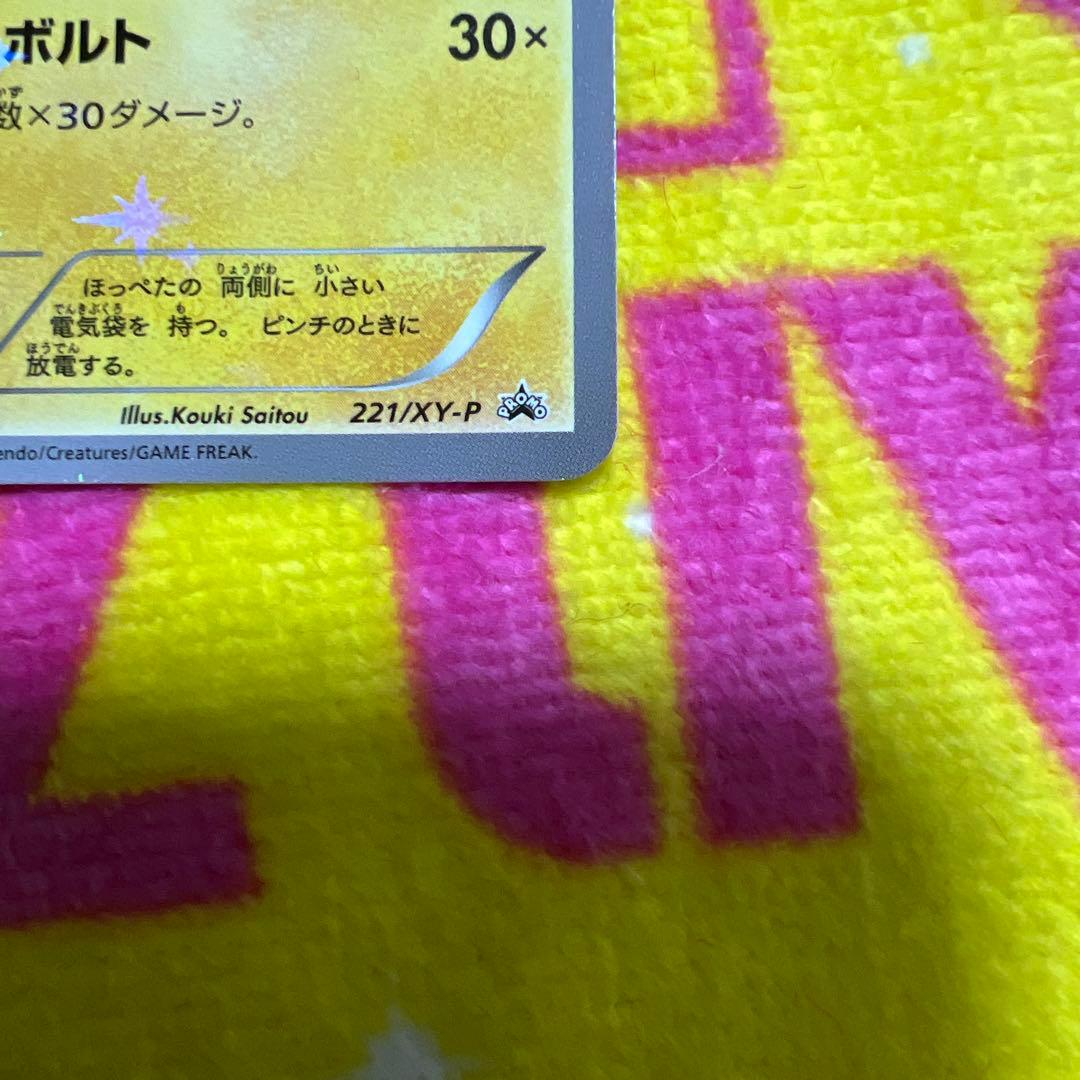 ボルト 30×
数×30ダメージ。
ほっぺたの 両側に 小さい
電気袋を 持つ。 ピンチのときに
放電する。
Illus.Kouki Saitou 221/XY-P PROMO
endo/Creatures/GAME FREAK.